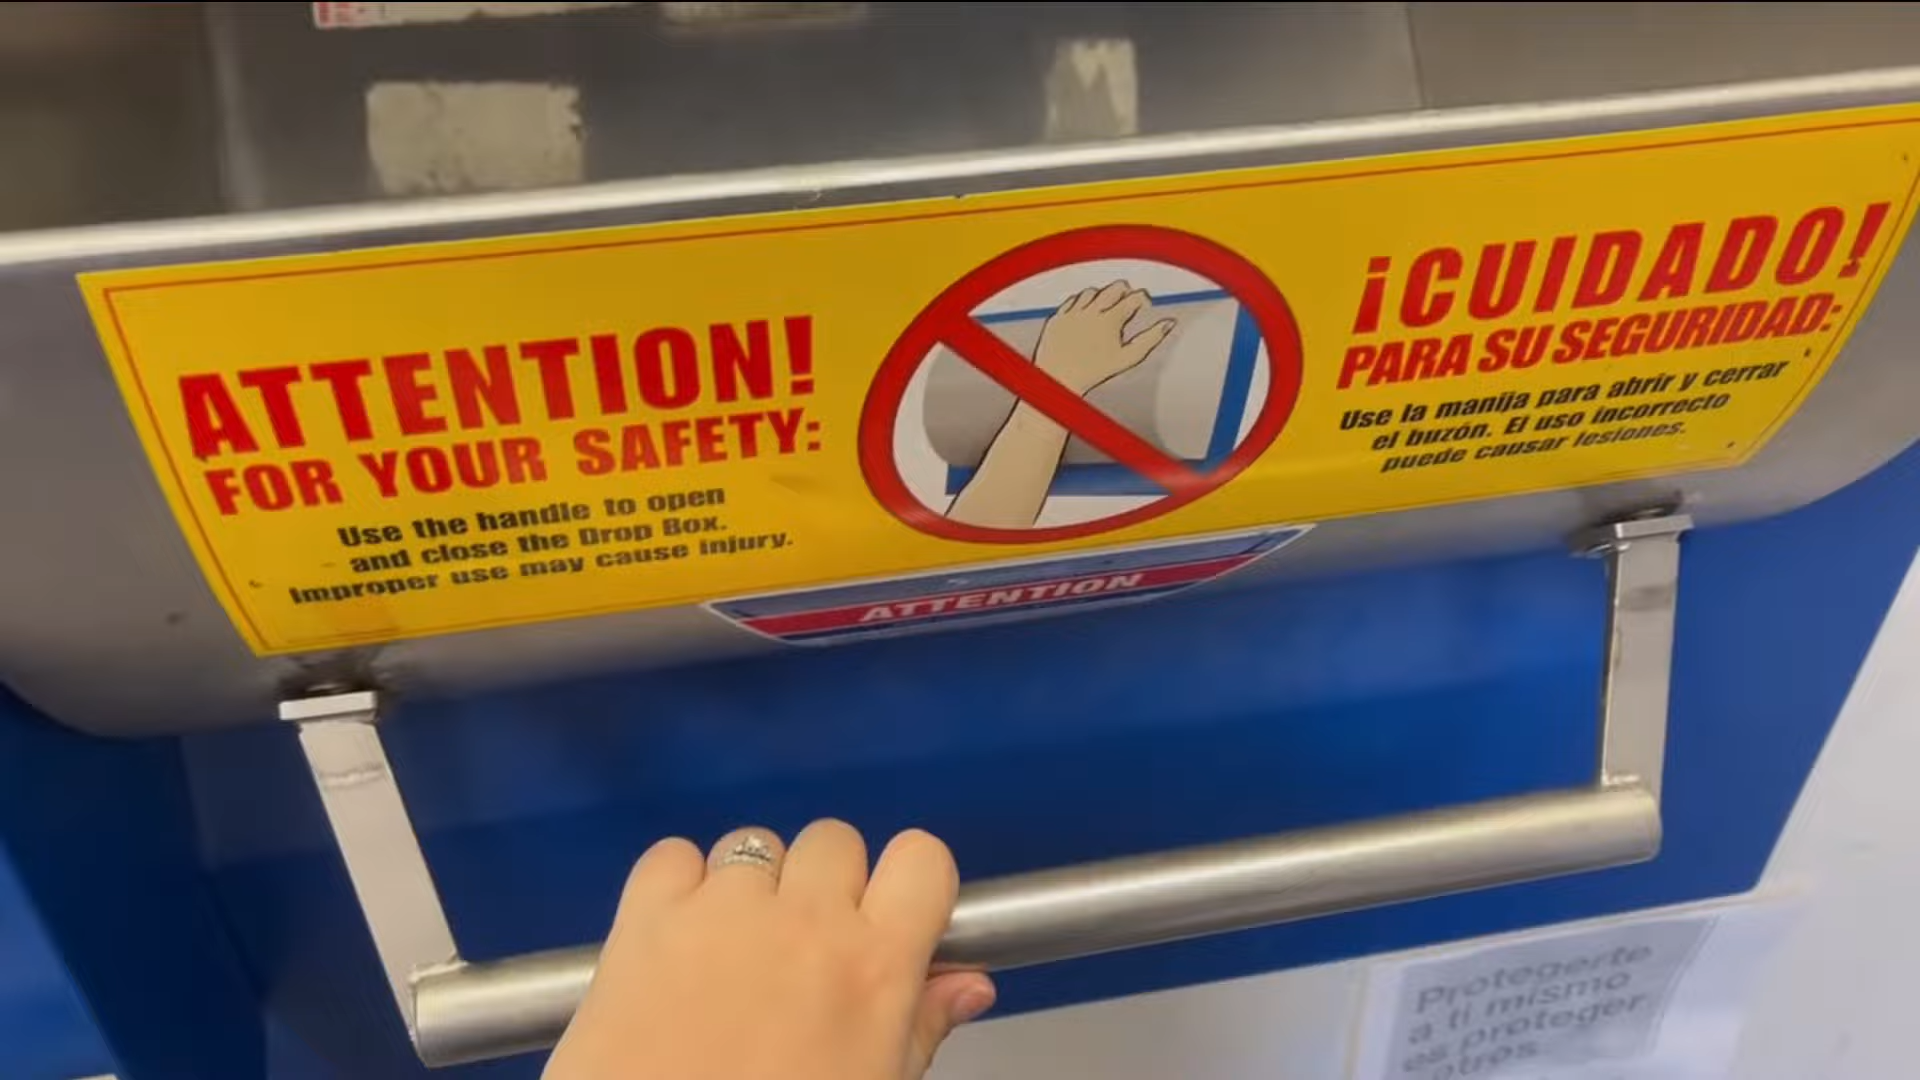 ATTENTION!
FOR YOUR SAFETY:
Use the handle to open
and close the Drop Box.
Improper use may cause injury.
¡CUIDADO!
PARA SU SEGURIDAD:
Use la manija para abrir y cerrar
el buzón. El uso incorrecto
puede causar lesiones.
ATTENTION
Protegerte
a ti mismo
es proteger
otros